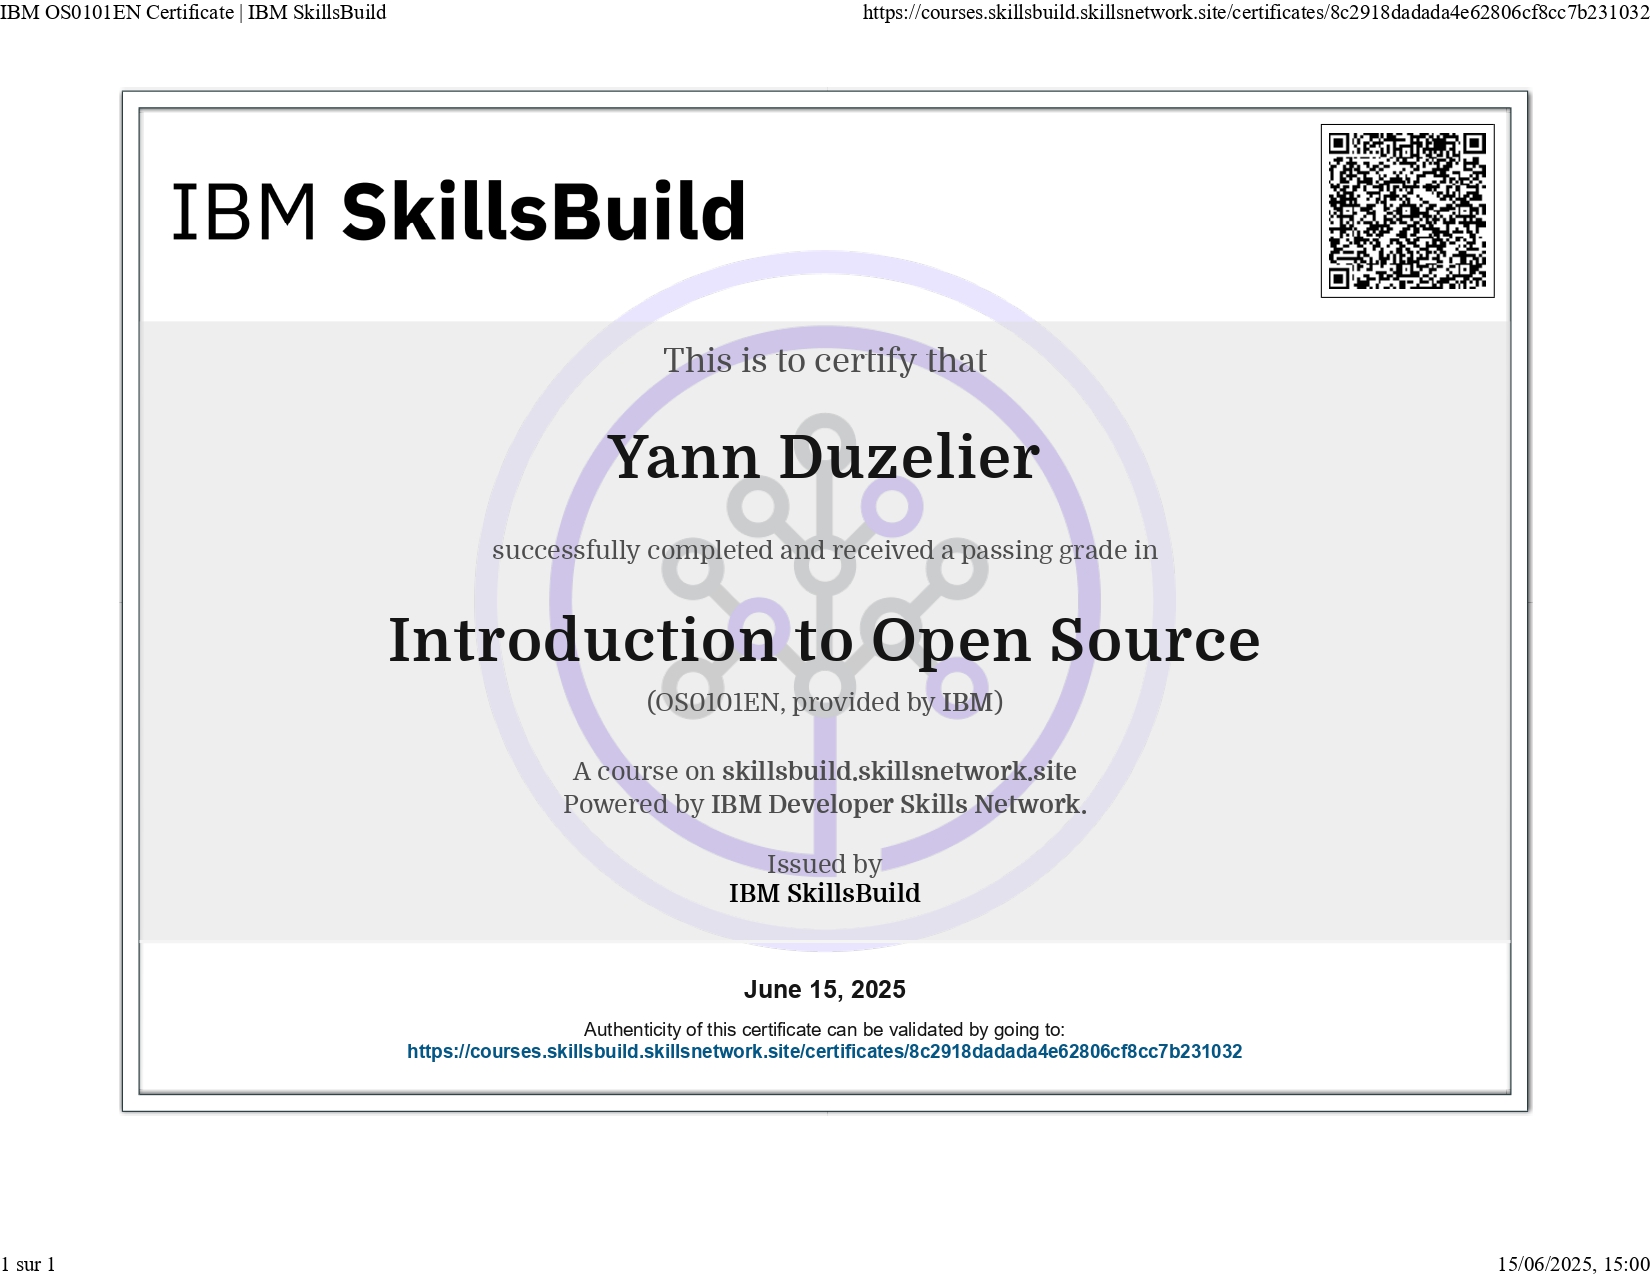 IBM OS0101EN Certificate | IBM SkillsBuild
https://courses.skillsbuild.skillsnetwork.site/certificates/8c2918dadada4e62806cf8cc7b231032
IBM SkillsBuild
This is to certify that
Yann Duzelier
successfully completed and received a passing grade in
Introduction to Open Source
(OS0101EN, provided by IBM)
A course on skillsbuild.skillsnetwork.site
Powered by IBM Developer Skills Network.
Issued by
IBM SkillsBuild
June 15, 2025
Authenticity of this certificate can be validated by going to:
https://courses.skillsbuild.skillsnetwork.site/certificates/8c2918dadada4e62806cf8cc7b231032
1 sur 1
15/06/2025, 15:00